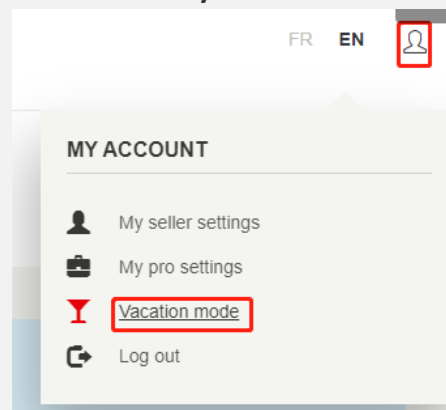 FR EN
MY ACCOUNT
My seller settings
My pro settings
Vacation mode
Log out